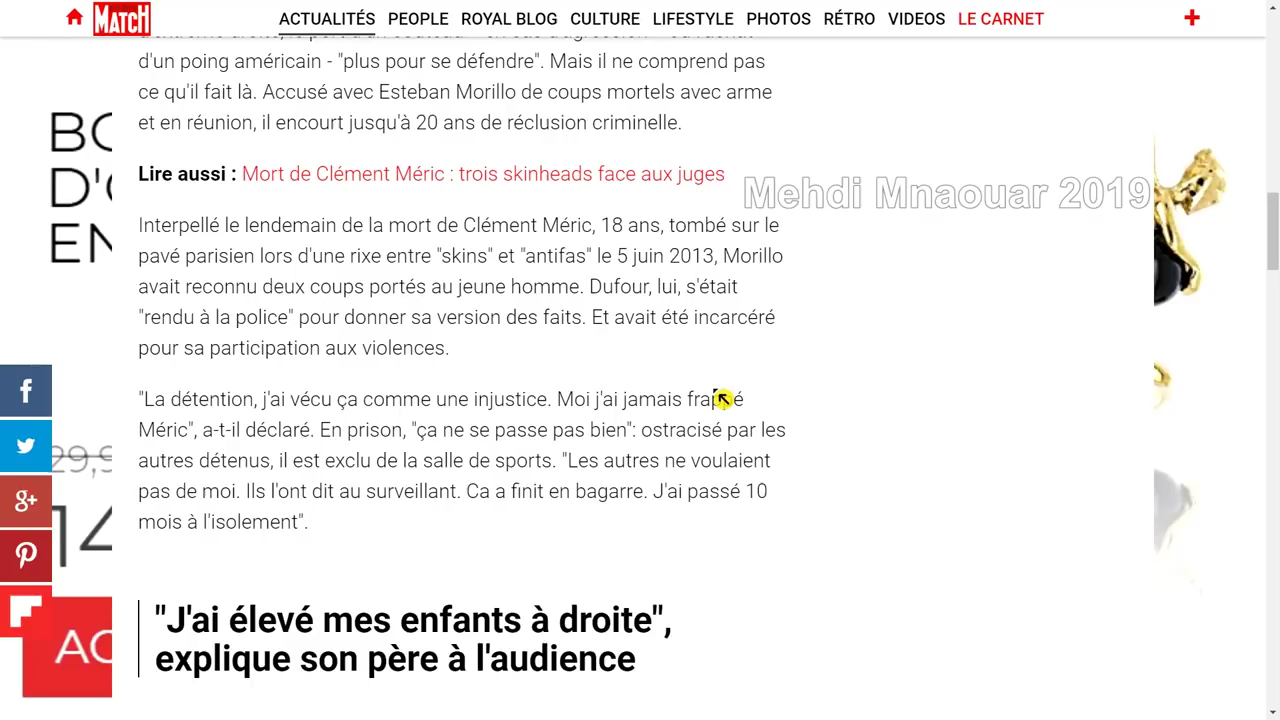 MATCH
ACTUALITÉS PEOPLE ROYAL BLOG CULTURE LIFESTYLE PHOTOS RÉTRO VIDEOS LE CARNET
d'un poing américain - "plus pour se défendre". Mais il ne comprend pas
ce qu'il fait là. Accusé avec Esteban Morillo de coups mortels avec arme
et en réunion, il encourt jusqu'à 20 ans de réclusion criminelle.
Lire aussi : Mort de Clément Méric : trois skinheads face aux juges
Mehdi Mnaouar 2019
Interpellé le lendemain de la mort de Clément Méric, 18 ans, tombé sur le
pavé parisien lors d'une rixe entre "skins" et "antifas" le 5 juin 2013, Morillo
avait reconnu deux coups portés au jeune homme. Dufour, lui, s'était
"rendu à la police" pour donner sa version des faits. Et avait été incarcéré
pour sa participation aux violences.
"La détention, j'ai vécu ça comme une injustice. Moi j'ai jamais frappé
Méric", a-t-il déclaré. En prison, "ça ne se passe pas bien": ostracisé par les
autres détenus, il est exclu de la salle de sports. "Les autres ne voulaient
pas de moi. Ils l'ont dit au surveillant. Ca a finit en bagarre. J'ai passé 10
mois à l'isolement".
"J'ai élevé mes enfants à droite",
explique son père à l'audience